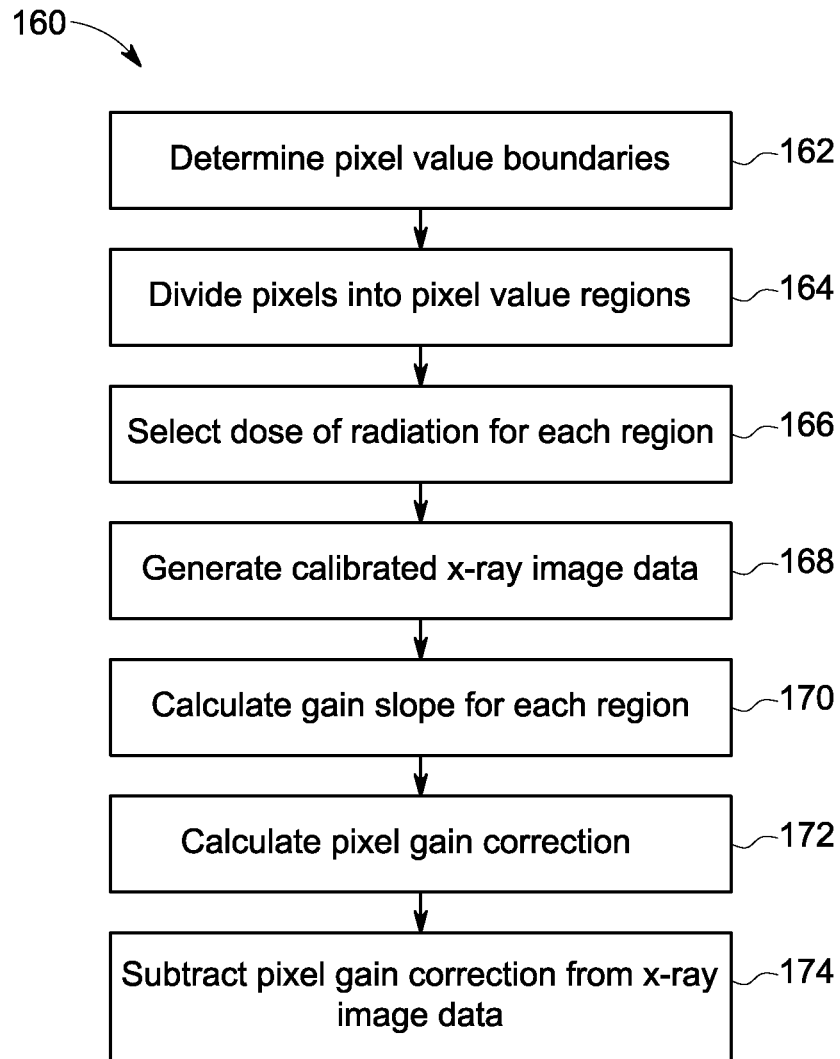 160
Determine pixel value boundaries
162
Divide pixels into pixel value regions
164
Select dose of radiation for each region
166
Generate calibrated x-ray image data
168
Calculate gain slope for each region
170
Calculate pixel gain correction
172
Subtract pixel gain correction from x-ray
image data
174